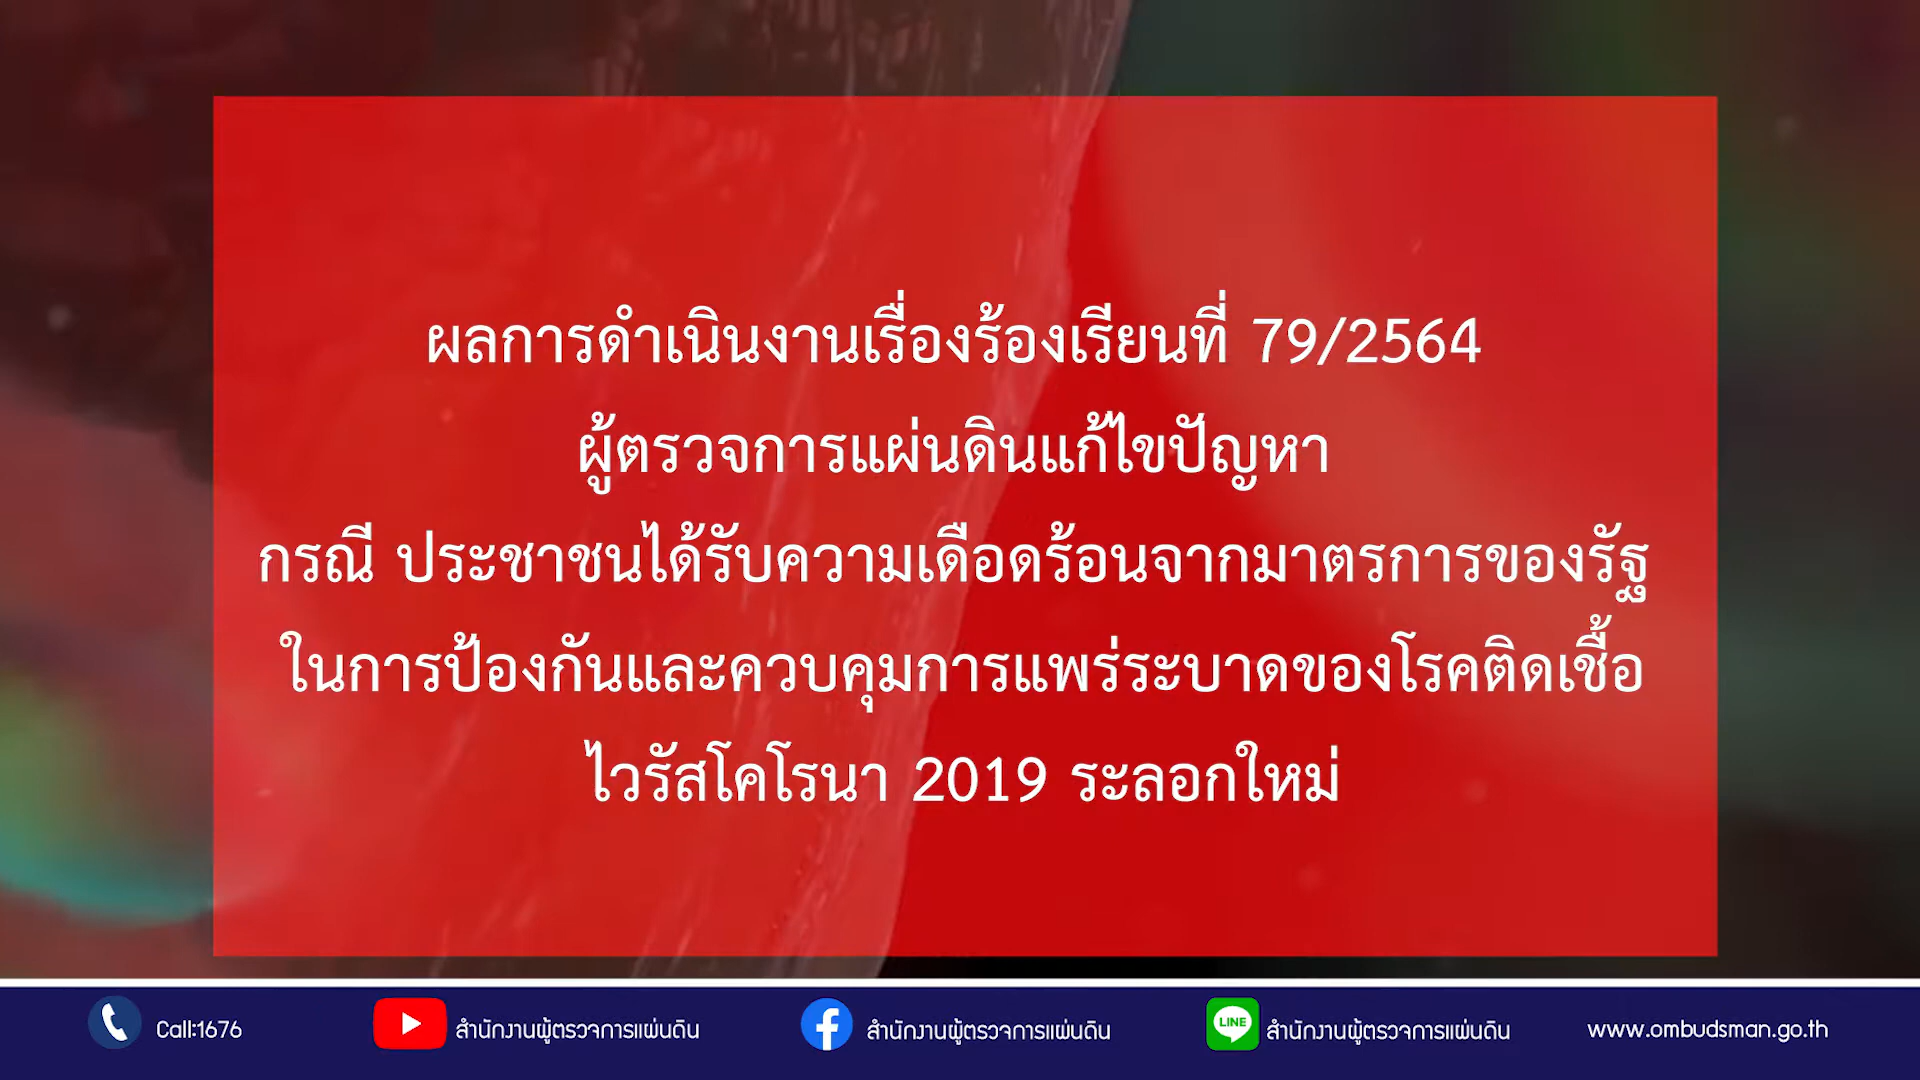 ผลการดำเนินงานเรื่องร้องเรียนที่ 79/2564
ผู้ตรวจการแผ่นดินแก้ไขปัญหา
กรณี ประชาชนได้รับความเดือดร้อนจากมาตรการของรัฐ
ในการป้องกันและควบคุมการแพร่ระบาดของโรคติดเชื้อ
ไวรัสโคโรนา 2019 ระลอกใหม่
Call:1676
สำนักงานผู้ตรวจการแผ่นดิน
สำนักงานผู้ตรวจการแผ่นดิน
LINE
สำนักงานผู้ตรวจการแผ่นดิน
www.ombudsman.go.th